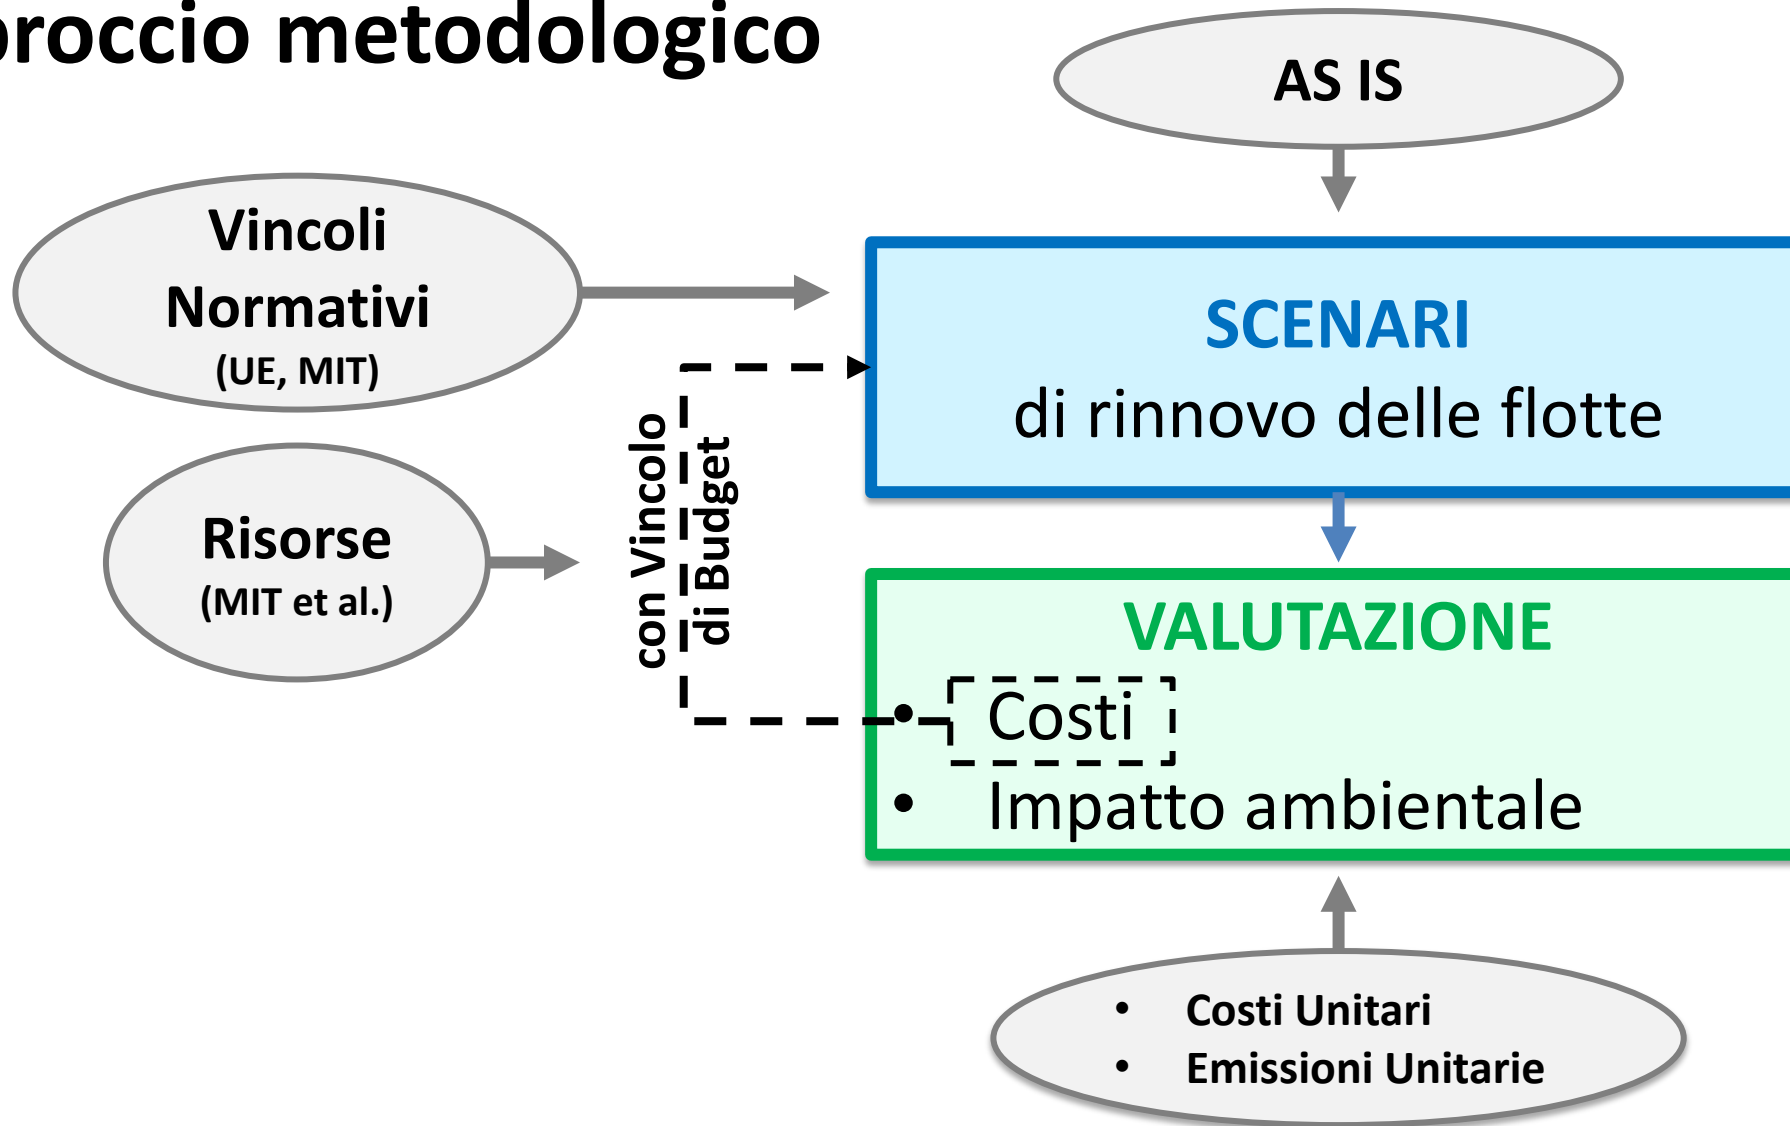 proccio metodologico
AS IS
Vincoli
Normativi
(UE, MIT)
SCENARI
di rinnovo delle flotte
con Vincolo
di Budget
Risorse
(MIT et al.)
VALUTAZIONE
• Costi
• Impatto ambientale
• Costi Unitari
• Emissioni Unitarie